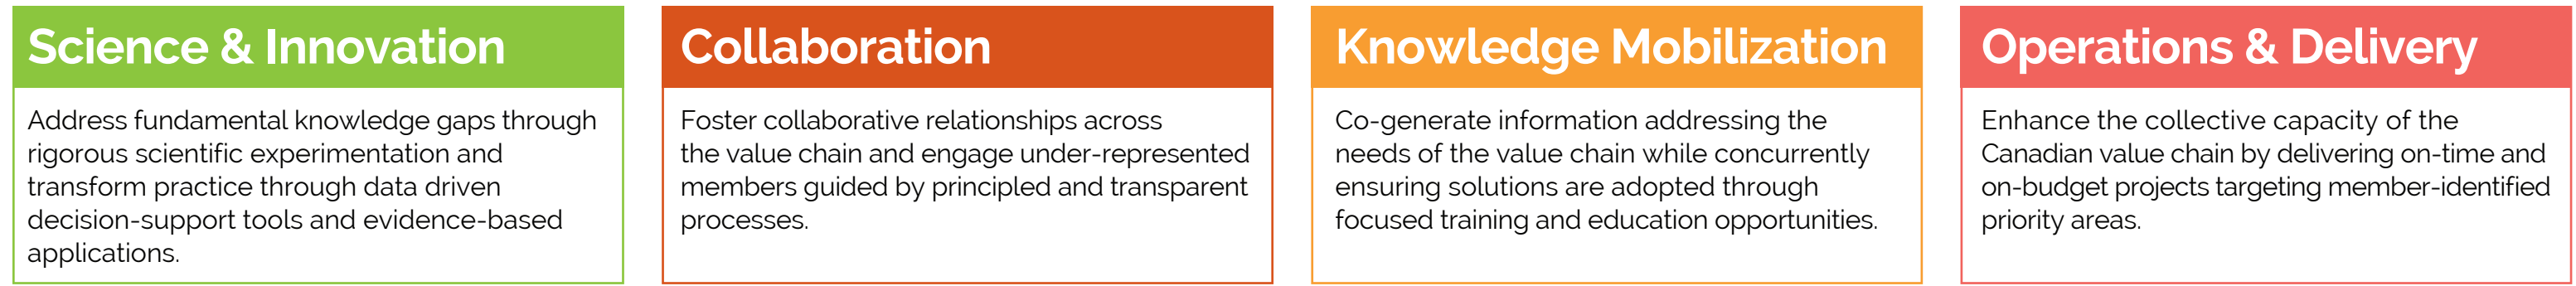 Science & Innovation
Address fundamental knowledge gaps through
rigorous scientific experimentation and
transform practice through data driven
decision-support tools and evidence-based
applications.
Collaboration
Foster collaborative relationships across
the value chain and engage under-represented
members guided by principled and transparent
processes.
Knowledge Mobilization
Co-generate information addressing the
needs of the value chain while concurrently
ensuring solutions are adopted through
focused training and education opportunities.
Operations & Delivery
Enhance the collective capacity of the
Canadian value chain by delivering on-time and
on-budget projects targeting member-identified
priority areas.